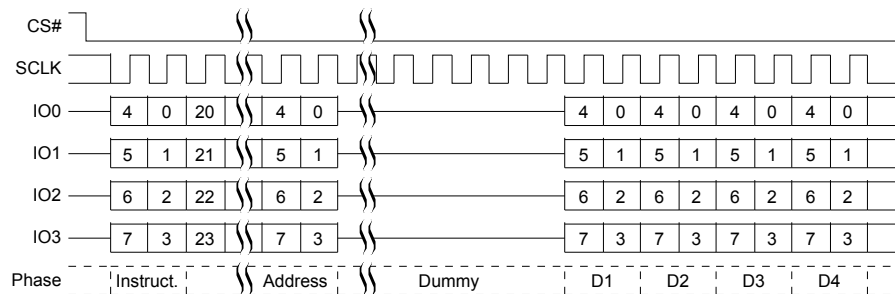 CS#
SCLK
IO0 4 0 20 4 0 4 0 4 0 4 0 4 0
IO1 5 1 21 5 1 5 1 5 1 5 1 5 1
IO2 6 2 22 6 2 6 2 6 2 6 2 6 2
IO3 7 3 23 7 3 7 3 7 3 7 3 7 3
Phase Instruct. Address Dummy D1 D2 D3 D4